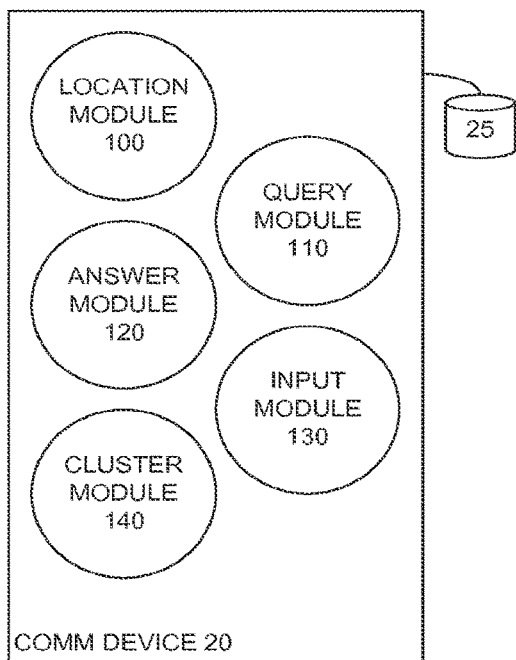 LOCATION
MODULE
100
25
QUERY
MODULE
110
ANSWER
MODULE
120
INPUT
MODULE
130
CLUSTER
MODULE
140
COMM DEVICE 20